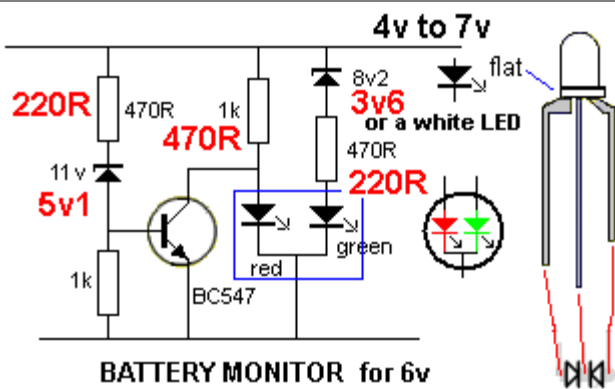 4v to 7v
flat
8v2
3v6
220R
470R
1k
470R
or a white LED
470R
220R
11v
5v1
green
red
1k
BC547
BATTERY MONITOR for 6v